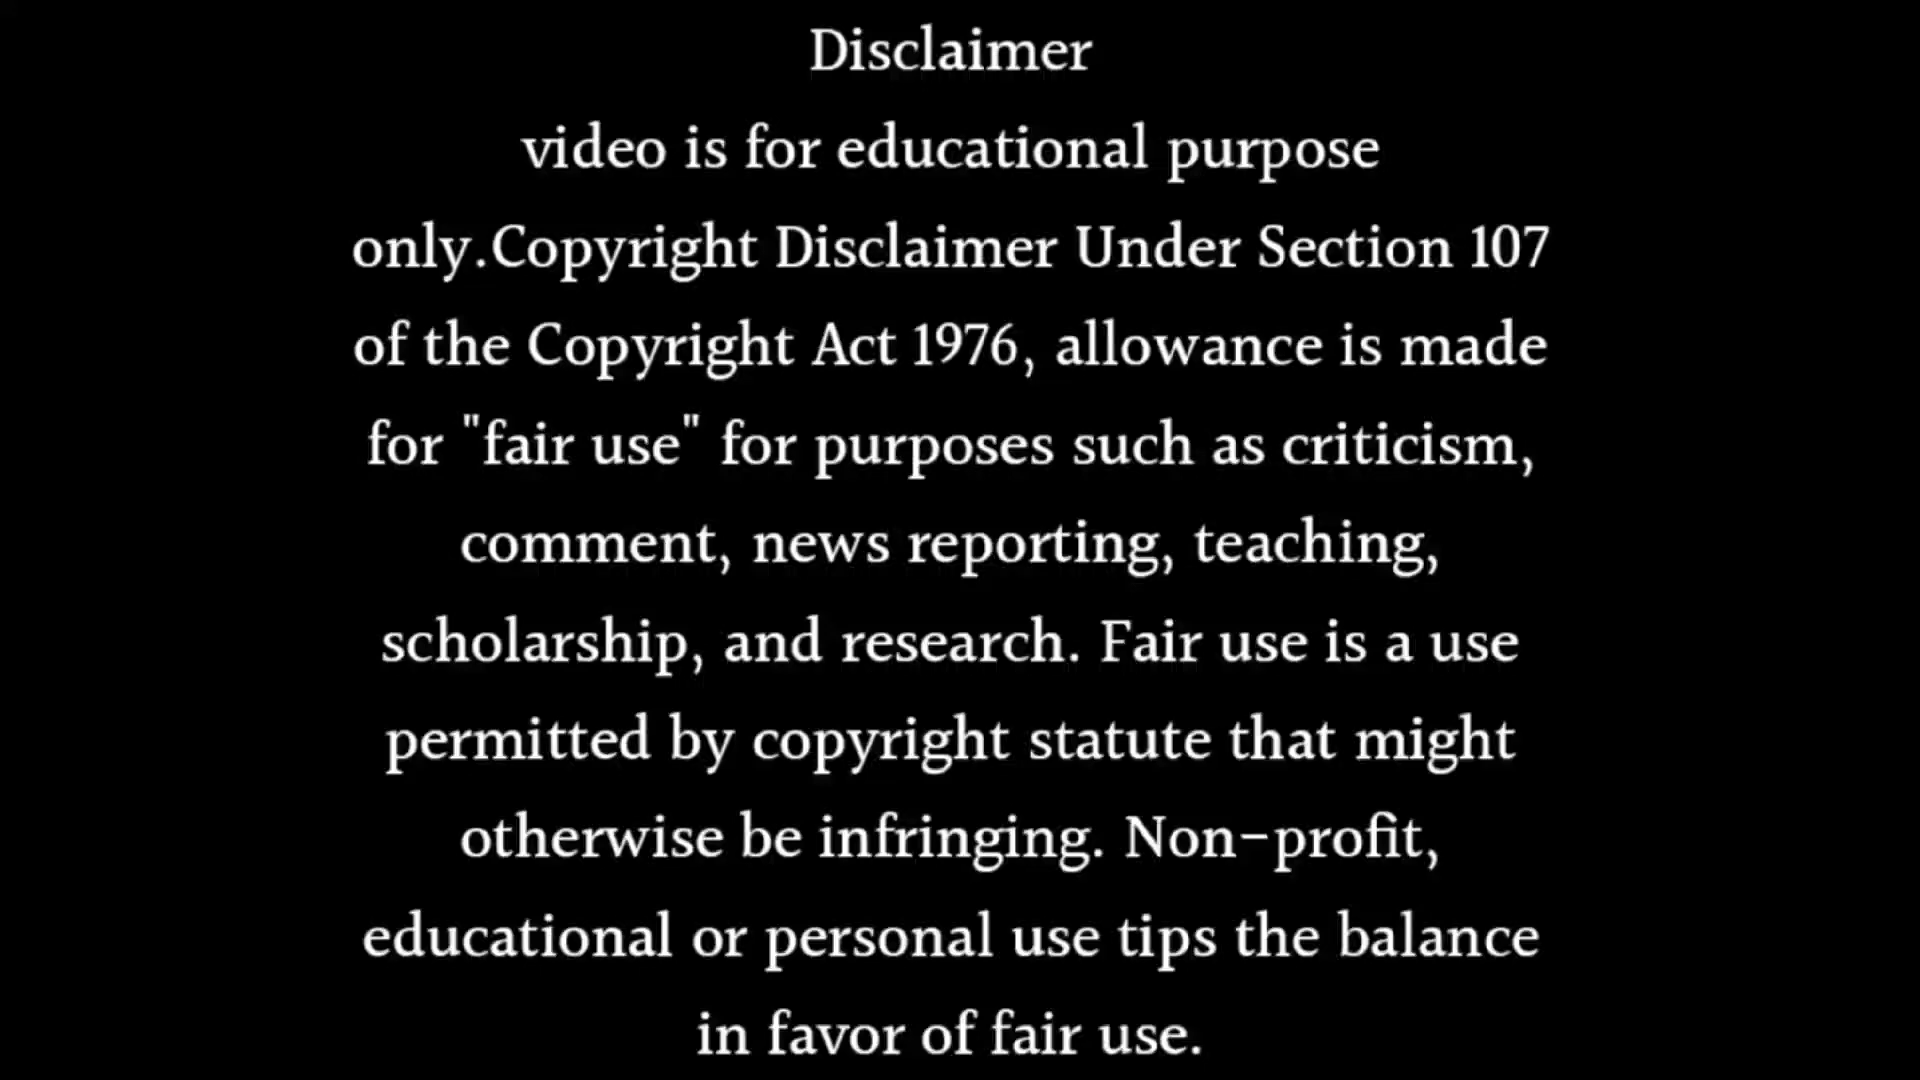 Disclaimer
video is for educational purpose
only.Copyright Disclaimer Under Section 107
of the Copyright Act 1976, allowance is made
for "fair use" for purposes such as criticism,
comment, news reporting, teaching,
scholarship, and research. Fair use is a use
permitted by copyright statute that might
otherwise be infringing. Non-profit,
educational or personal use tips the balance
in favor of fair use.